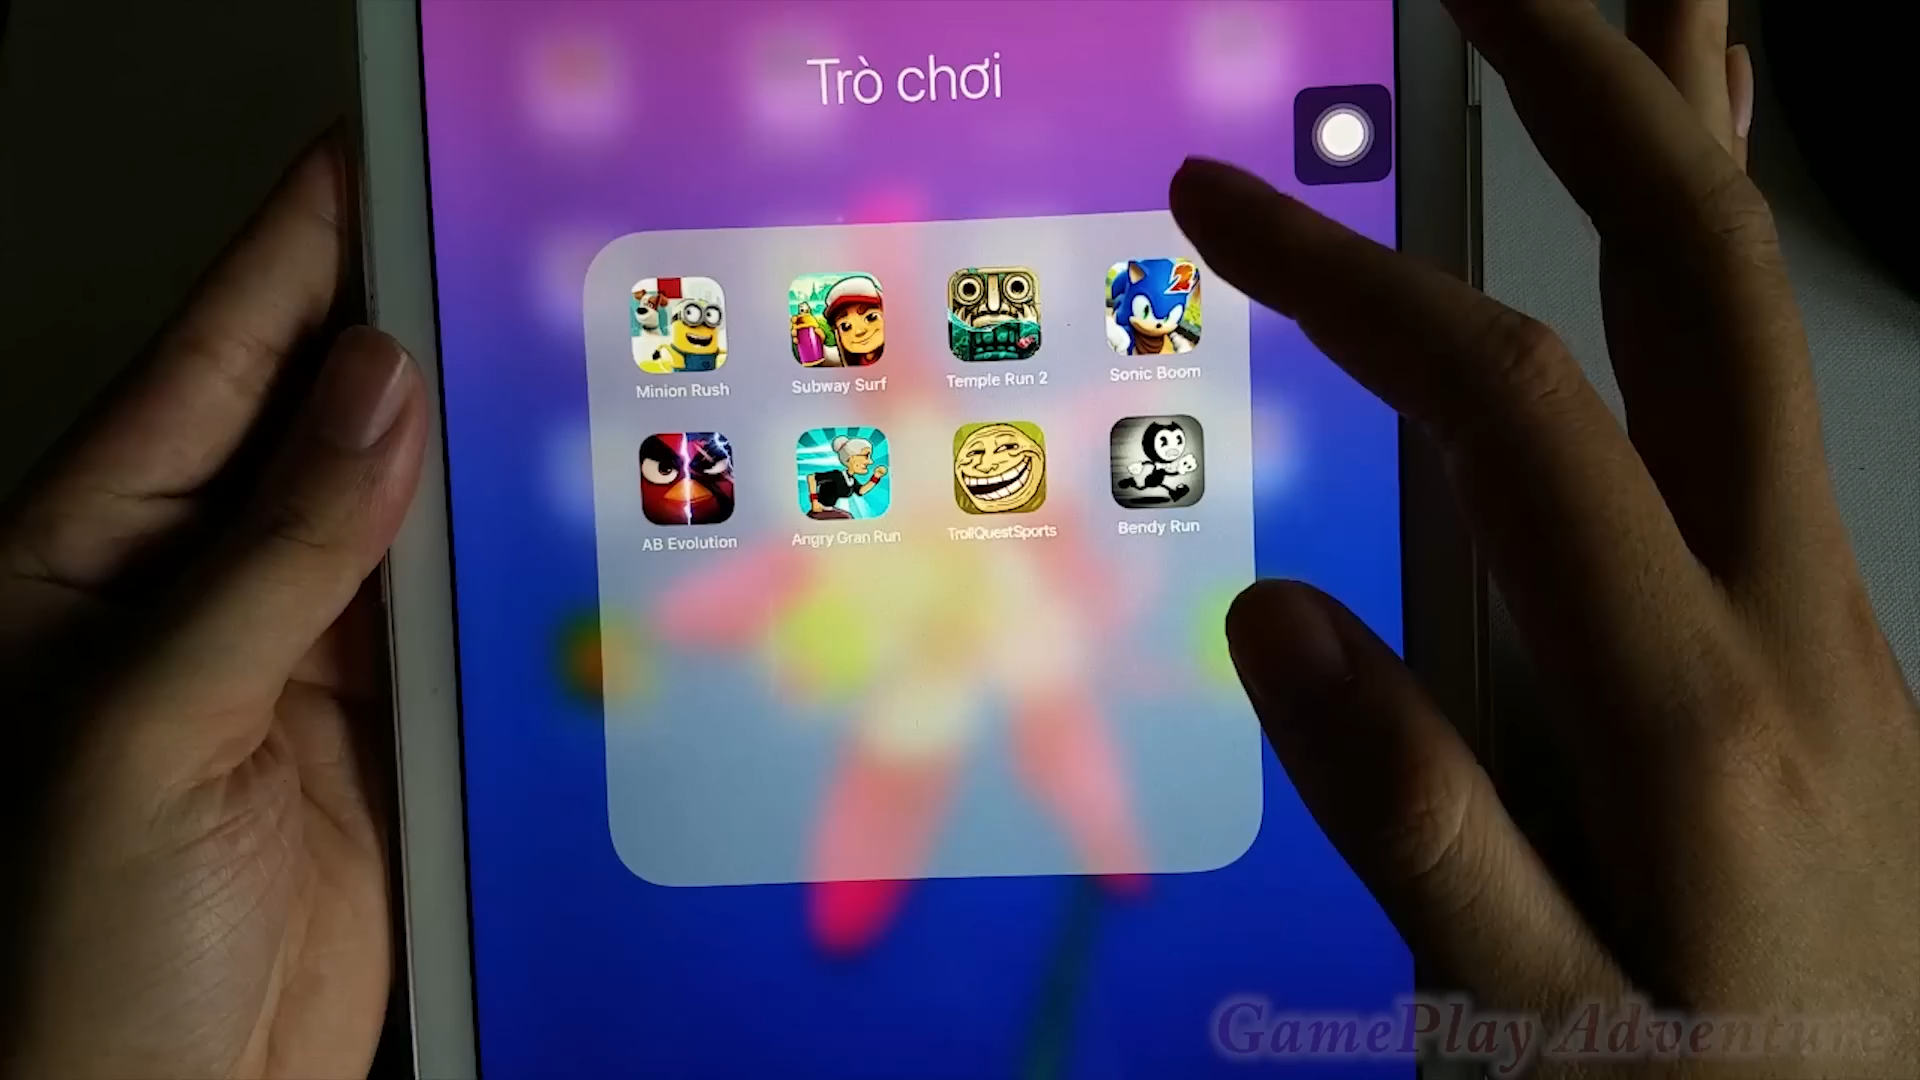 Trò chơi
2
Minion Rush
Subway Surf
Temple Run 2
Sonic Boom
AB Evolution
Angry Gran Run
TrollQuestSports
Bendy Run
GamePlay Adventure